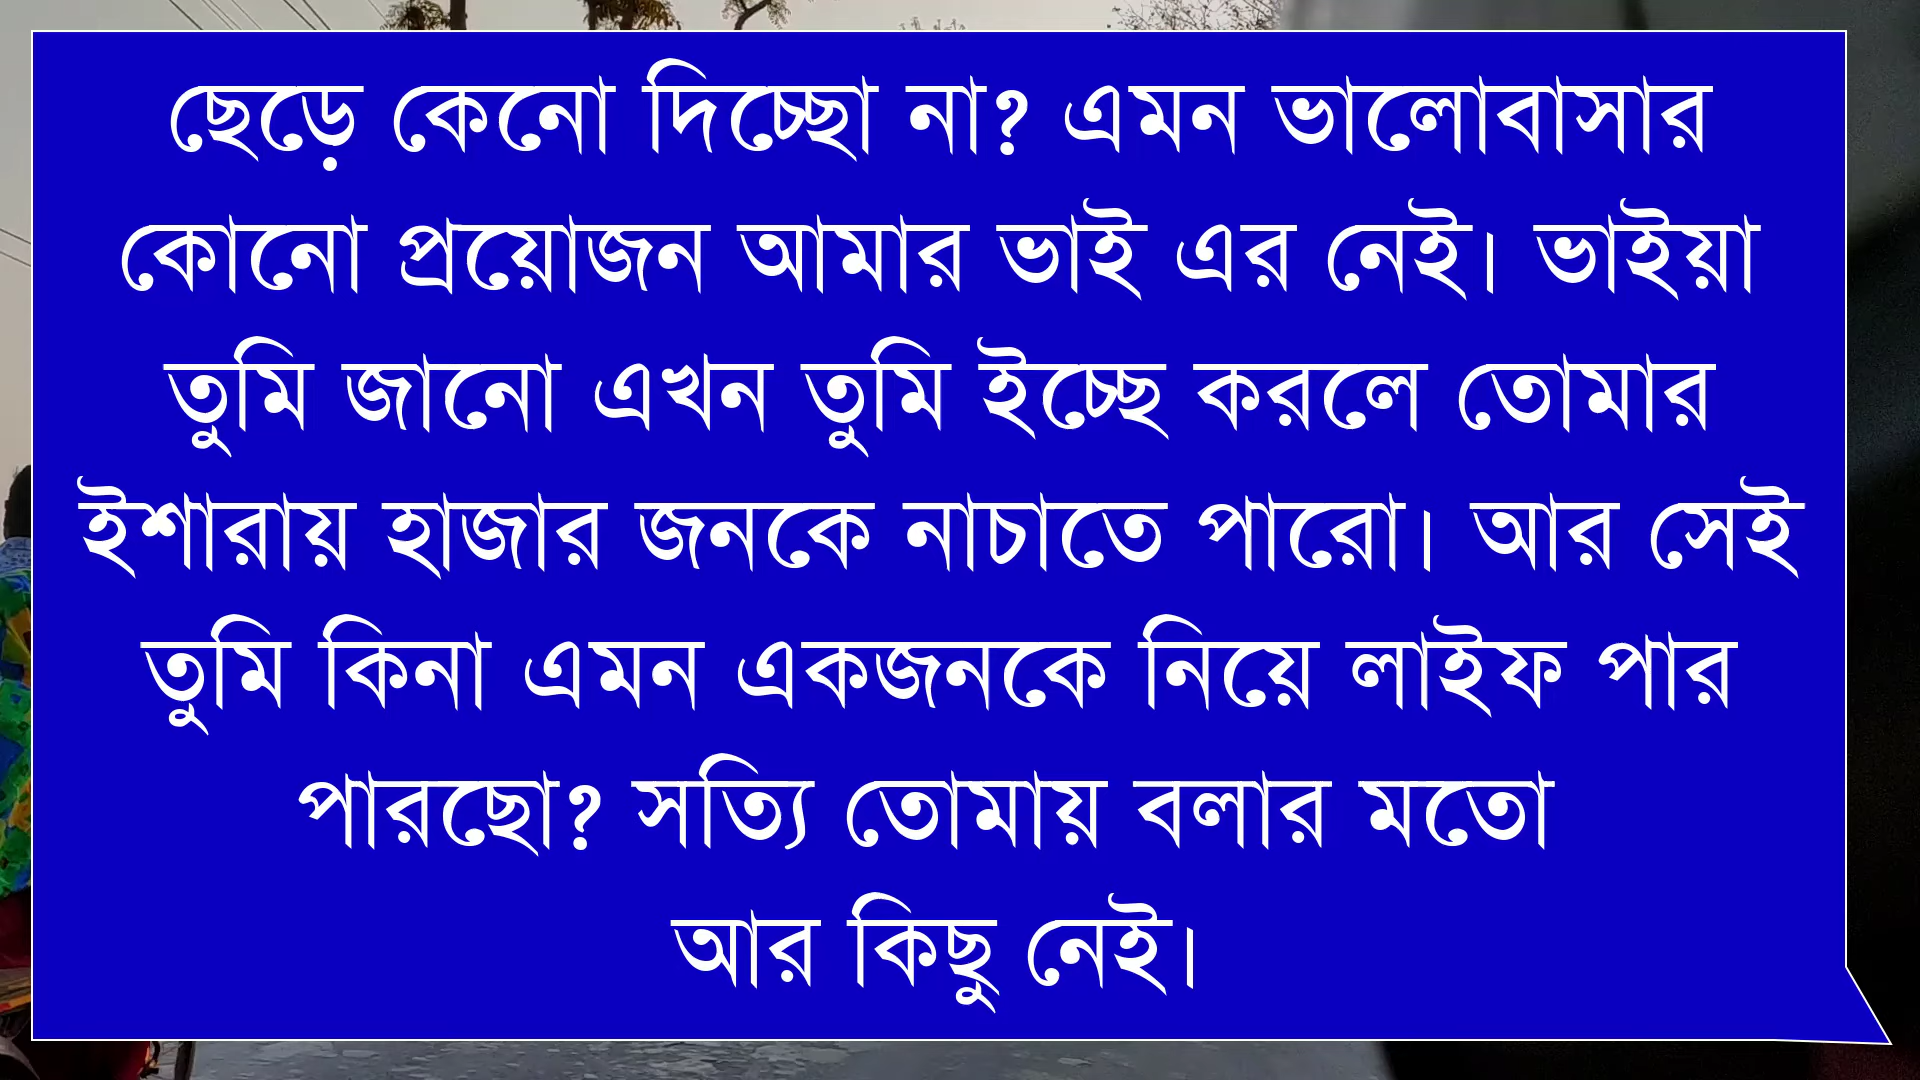 ছেড়ে কেনো দিচ্ছো না? এমন ভালোবাসার
কোনো প্রয়োজন আমার ভাই এর নেই। ভাইয়া
তুমি জানো এখন তুমি ইচ্ছে করলে তোমার
ইশারায় হাজার জনকে নাচাতে পারো। আর সেই
তুমি কিনা এমন একজনকে নিয়ে লাইফ পার
পারছো? সত্যি তোমায় বলার মতো
আর কিছু নেই।